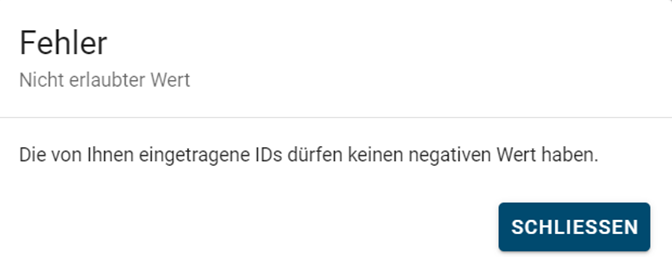 Fehler
Nicht erlaubter Wert
Die von Ihnen eingetragene IDs dürfen keinen negativen Wert haben.
SCHLIESSEN